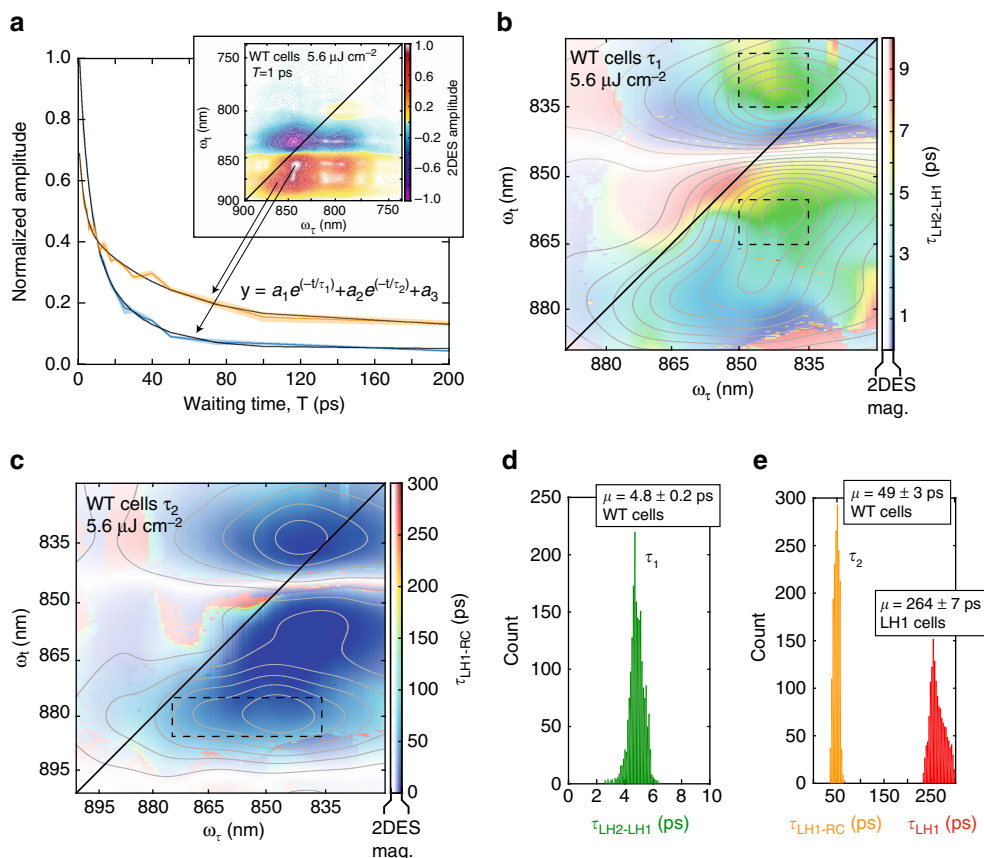 a
Normalized amplitude
1.0
0.8
0.6
0.4
0.2
0.0
0
40
80
120
160
200
Waiting time, T (ps)
y = a₁e^(-t/τ₁)+a₂e^(-t/τ₂)+a₃
WT cells 5.6 μJ cm⁻²
T=1 ps
ωt (nm)
750
800
850
900
900
850
800
750
ωτ (nm)
1.0
0.6
0.2
−0.2
−0.6
−1.0
2DES amplitude
b
WT cells τ₁
5.6 μJ cm⁻²
ωt (nm)
835
850
865
880
880
865
850
835
ωτ (nm)
9
7
5
3
1
τLH2-LH1 (ps)
2DES
mag.
c
WT cells τ₂
5.6 μJ cm⁻²
ωt (nm)
835
850
865
880
895
895
880
865
850
835
ωτ (nm)
300
250
200
150
100
50
0
τLH1-RC (ps)
2DES
mag.
d
μ = 4.8 ± 0.2 ps
WT cells
τ₁
Count
250
200
150
100
50
0
0
2
4
6
8
10
τLH2-LH1 (ps)
e
μ = 49 ± 3 ps
WT cells
τ₂
μ = 264 ± 7 ps
LH1 cells
Count
300
250
200
150
100
50
0
50
150
250
τLH1-RC (ps)
τLH1 (ps)